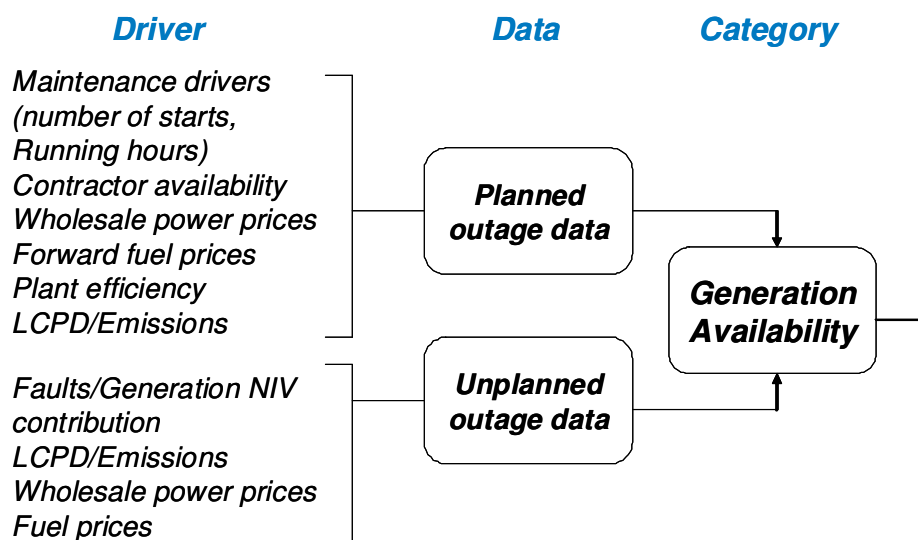 Driver
Data
Category
Maintenance drivers
(number of starts,
Running hours)
Contractor availability
Wholesale power prices
Forward fuel prices
Plant efficiency
LCPD/Emissions
Planned
outage data
Generation
Availability
Faults/Generation NIV
contribution
LCPD/Emissions
Wholesale power prices
Fuel prices
Unplanned
outage data